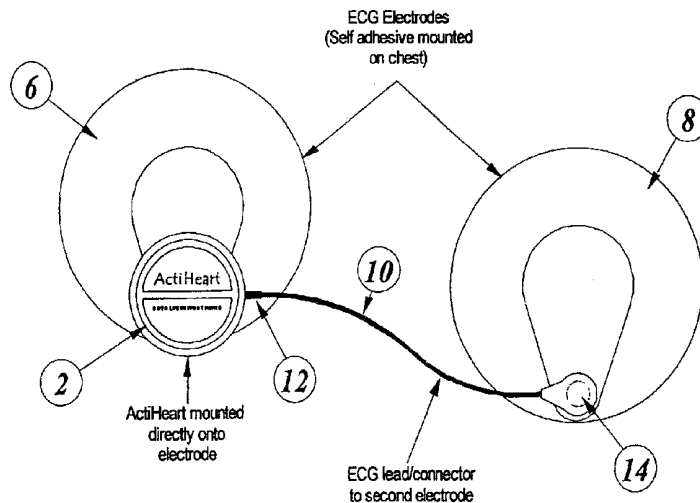 ECG Electrodes
(Self adhesive mounted
on chest)
6
8
10
ActiHeart
2
12
14
ActiHeart mounted
directly onto
electrode
ECG lead/connector
to second electrode